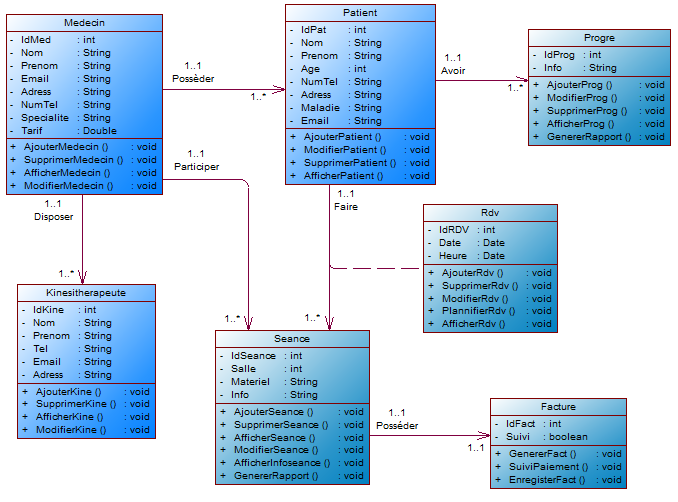 Medecin
- IdMed : int
- Nom : String
- Prenom : String
- Email : String
- Adress : String
- NumTel : String
- Specialite : String
- Tarif : Double
+ AjouterMedecin () : void
+ SupprimerMedecin () : void
+ AfficherMedecin () : void
+ ModifierMedecin () : void
1..1
Possèder
1..*
Patient
- IdPat : int
- Nom : String
- Prenom : String
- Age : int
- NumTel : String
- Adress : String
- Maladie : String
- Email : String
+ AjouterPatient () : void
+ ModifierPatient () : void
+ SupprimerPatient () : void
+ AfficherPatient () : void
1..1
Avoir
1..*
Progre
- IdProg : int
- Info : String
+ AjouterProg () : void
+ ModifierProg () : void
+ SupprimerProg () : void
+ AfficherProg () : void
+ GenererRapport () : void
1..1
Participer
1..*
1..1
Disposer
1..*
1..1
Faire
1..*
Rdv
- IdRDV : int
- Date : Date
- Heure : Date
+ AjouterRdv () : void
+ SupprimerRdv () : void
+ ModifierRdv () : void
+ PlannifierRdv () : void
+ AfficherRdv () : void
Kinesitherapeute
- IdKine : int
- Nom : String
- Prenom : String
- Tel : String
- Email : String
- Adress : String
+ AjouterKine () : void
+ SupprimerKine () : void
+ AfficherKine () : void
+ ModifierKine () : void
Seance
- IdSeance : int
- Salle : int
- Materiel : String
- Info : String
+ AjouterSeance () : void
+ SupprimerSeance () : void
+ AfficherSeance () : void
+ ModifierSeance () : void
+ AfficherInfoseance () : void
+ GenererRapport () : void
1..1
Posséder
1..1
Facture
- IdFact : int
- Suivi : boolean
+ GenererFact () : void
+ SuiviPaiement () : void
+ EnregisterFact () : void